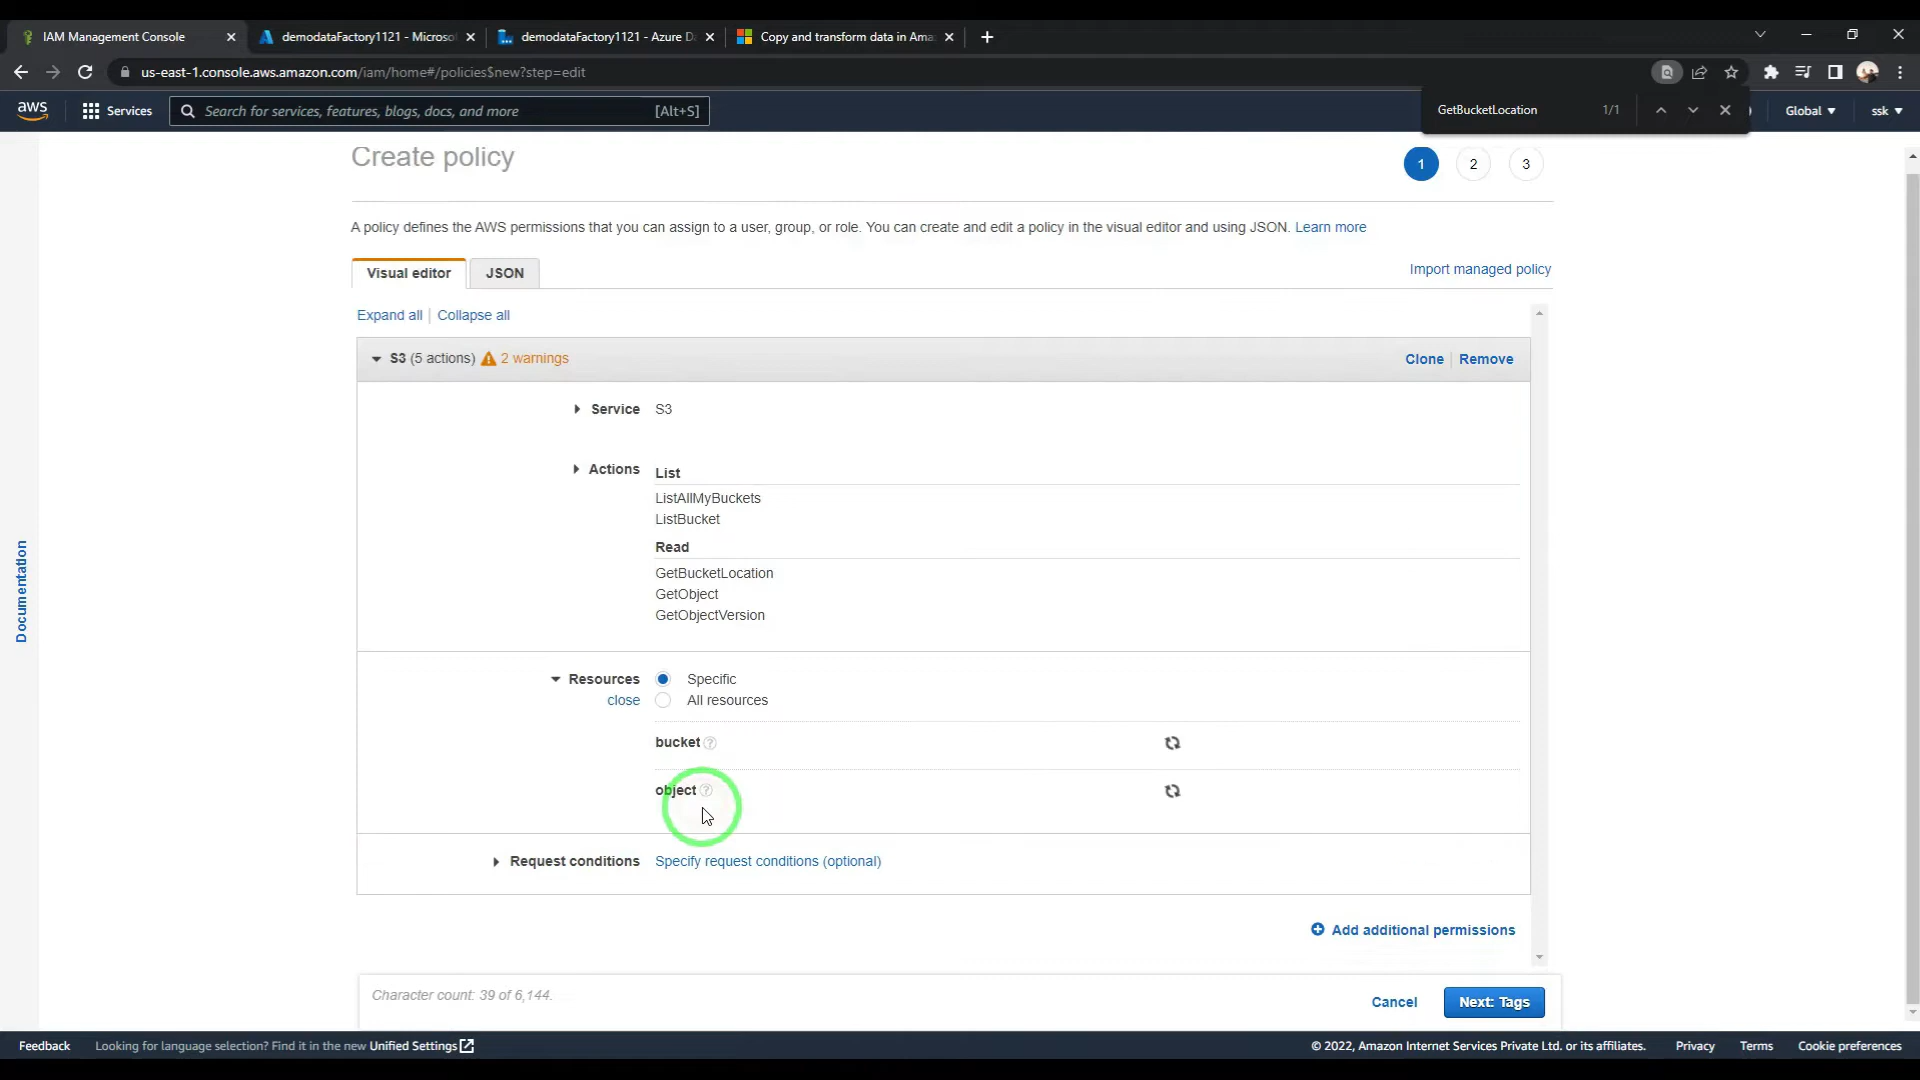 IAM Management Console
demodataFactory1121 - Microsof
demodataFactory1121 - Azure Da
Copy and transform data in Ama
us-east-1.console.aws.amazon.com/iam/home#/policies$new?step=edit
aws
Services
Search for services, features, blogs, docs, and more
[Alt+S]
GetBucketLocation
1/1
Global
ssk
Create policy
1
2
3
A policy defines the AWS permissions that you can assign to a user, group, or role. You can create and edit a policy in the visual editor and using JSON. Learn more
Visual editor
JSON
Import managed policy
Expand all
Collapse all
S3 (5 actions)
2 warnings
Clone
Remove
Service
S3
Actions
List
ListAllMyBuckets
ListBucket
Read
GetBucketLocation
GetObject
GetObjectVersion
Resources
close
Specific
All resources
bucket
object
Request conditions
Specify request conditions (optional)
Add additional permissions
Character count: 39 of 6,144.
Cancel
Next: Tags
Documentation
Feedback
Looking for language selection? Find it in the new Unified Settings
© 2022, Amazon Internet Services Private Ltd. or its affiliates.
Privacy
Terms
Cookie preferences